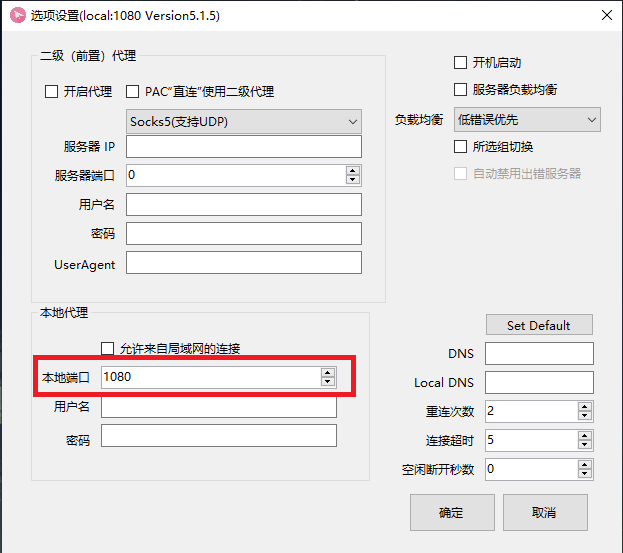 选项设置(local:1080 Version5.1.5)
二级（前置）代理
开启代理 PAC“直连”使用二级代理
Socks5(支持UDP)
服务器 IP
服务器端口 0
用户名
密码
UserAgent
开机启动
服务器负载均衡
负载均衡 低错误优先
所选组切换
自动禁用出错服务器
本地代理
允许来自局域网的连接
本地端口 1080
用户名
密码
Set Default
DNS
Local DNS
重连次数 2
连接超时 5
空闲断开秒数 0
确定 取消